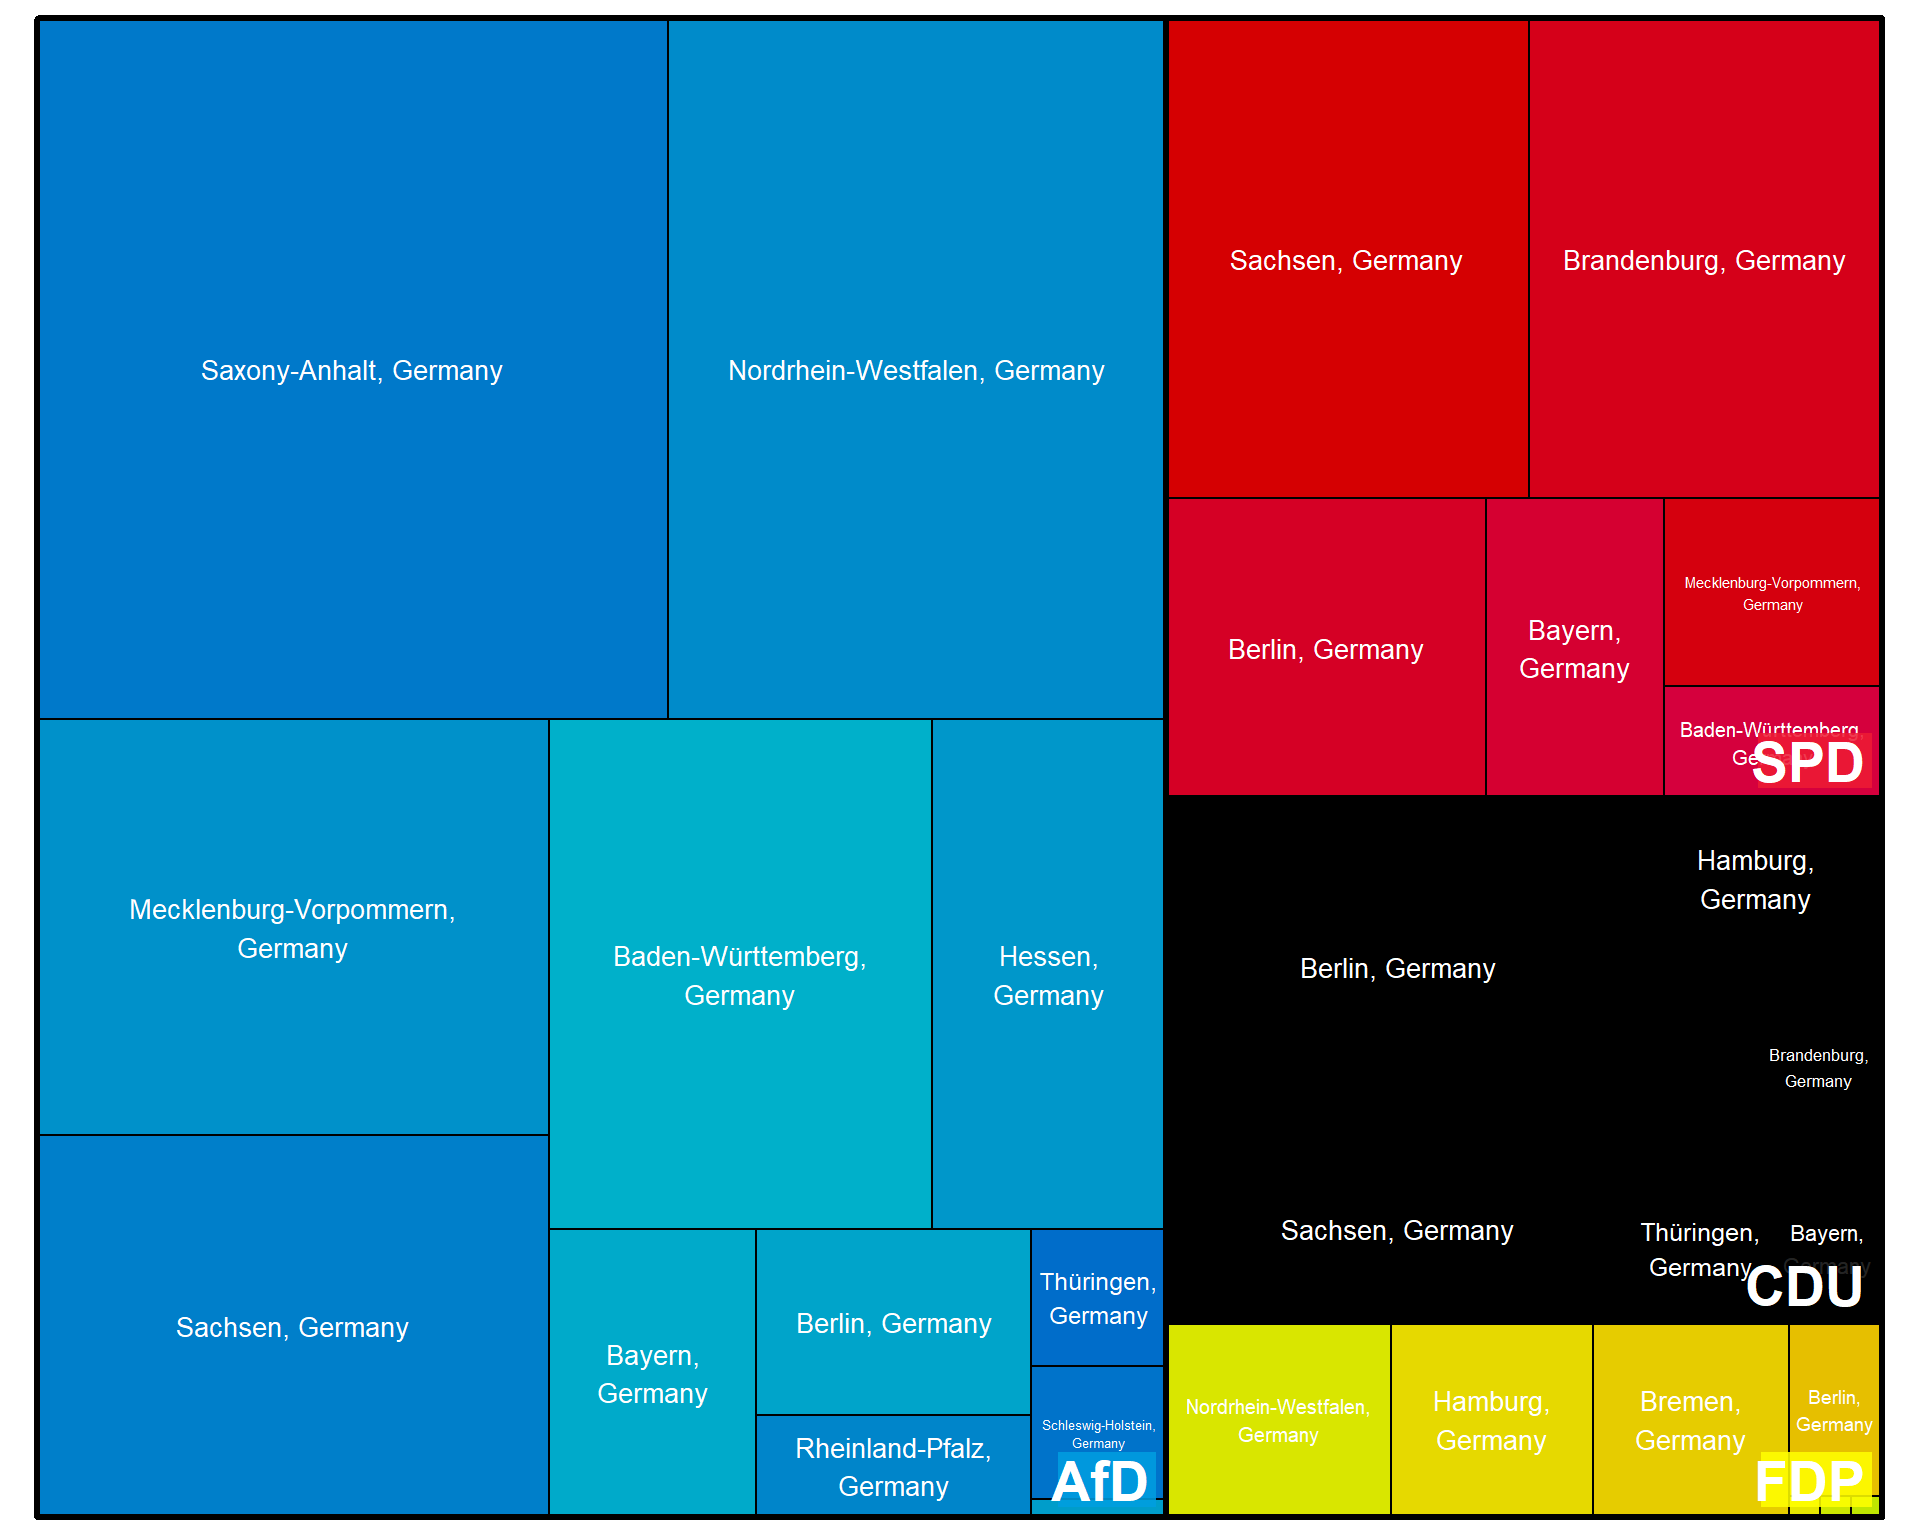 Saxony-Anhalt, Germany
Nordrhein-Westfalen, Germany
Mecklenburg-Vorpommern,
Germany
Baden-Württemberg,
Germany
Hessen,
Germany
Sachsen, Germany
Bayern,
Germany
Berlin, Germany
Rheinland-Pfalz,
Germany
Thüringen,
Germany
Schleswig-Holstein,
Germany
AfD
Sachsen, Germany
Brandenburg, Germany
Berlin, Germany
Bayern,
Germany
Mecklenburg-Vorpommern,
Germany
Baden-Württemberg,
SPD
Berlin, Germany
Hamburg,
Germany
Brandenburg,
Germany
Sachsen, Germany
Thüringen,
Germany
Bayern,
Germany
CDU
Nordrhein-Westfalen,
Germany
Hamburg,
Germany
Bremen,
Germany
Berlin,
Germany
FDP